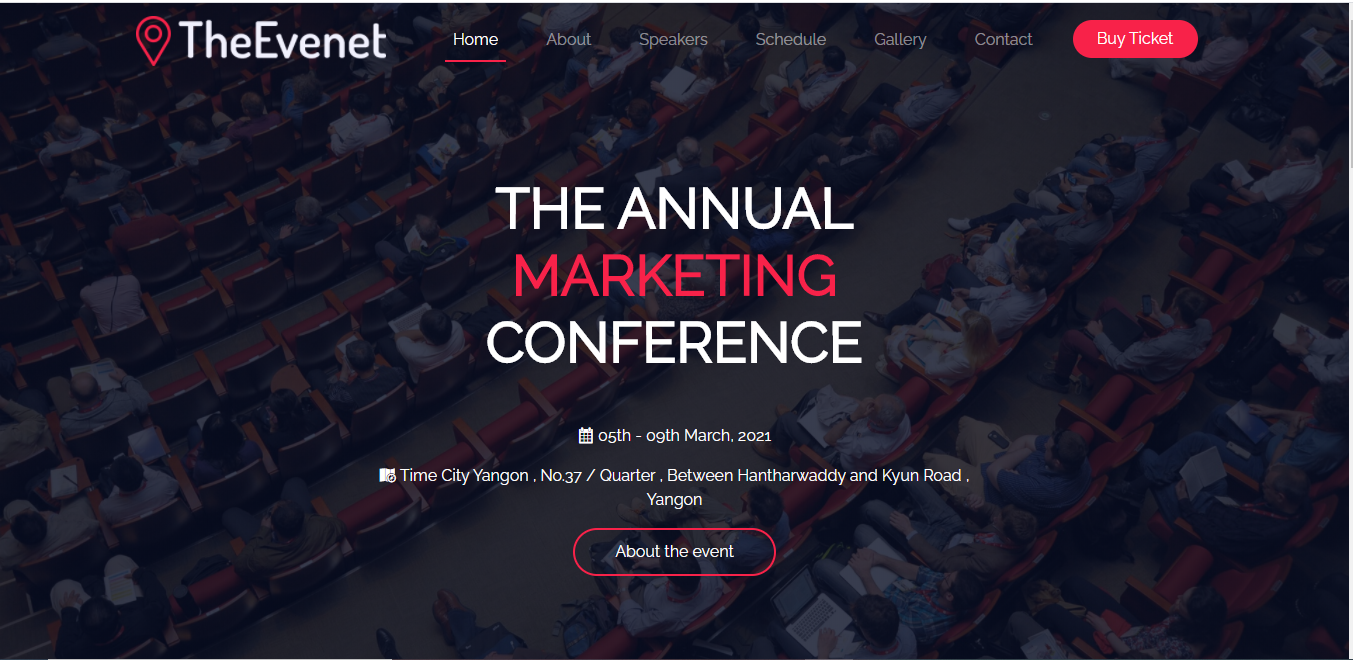 TheEvenet
Home About Speakers Schedule Gallery Contact Buy Ticket
THE ANNUAL
MARKETING
CONFERENCE
05th - 09th March, 2021
Time City Yangon , No.37 / Quarter , Between Hantharwaddy and Kyun Road ,
Yangon
About the event